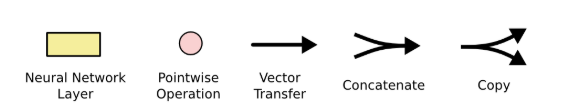 Neural Network
Layer
Pointwise
Operation
Vector
Transfer
Concatenate
Copy